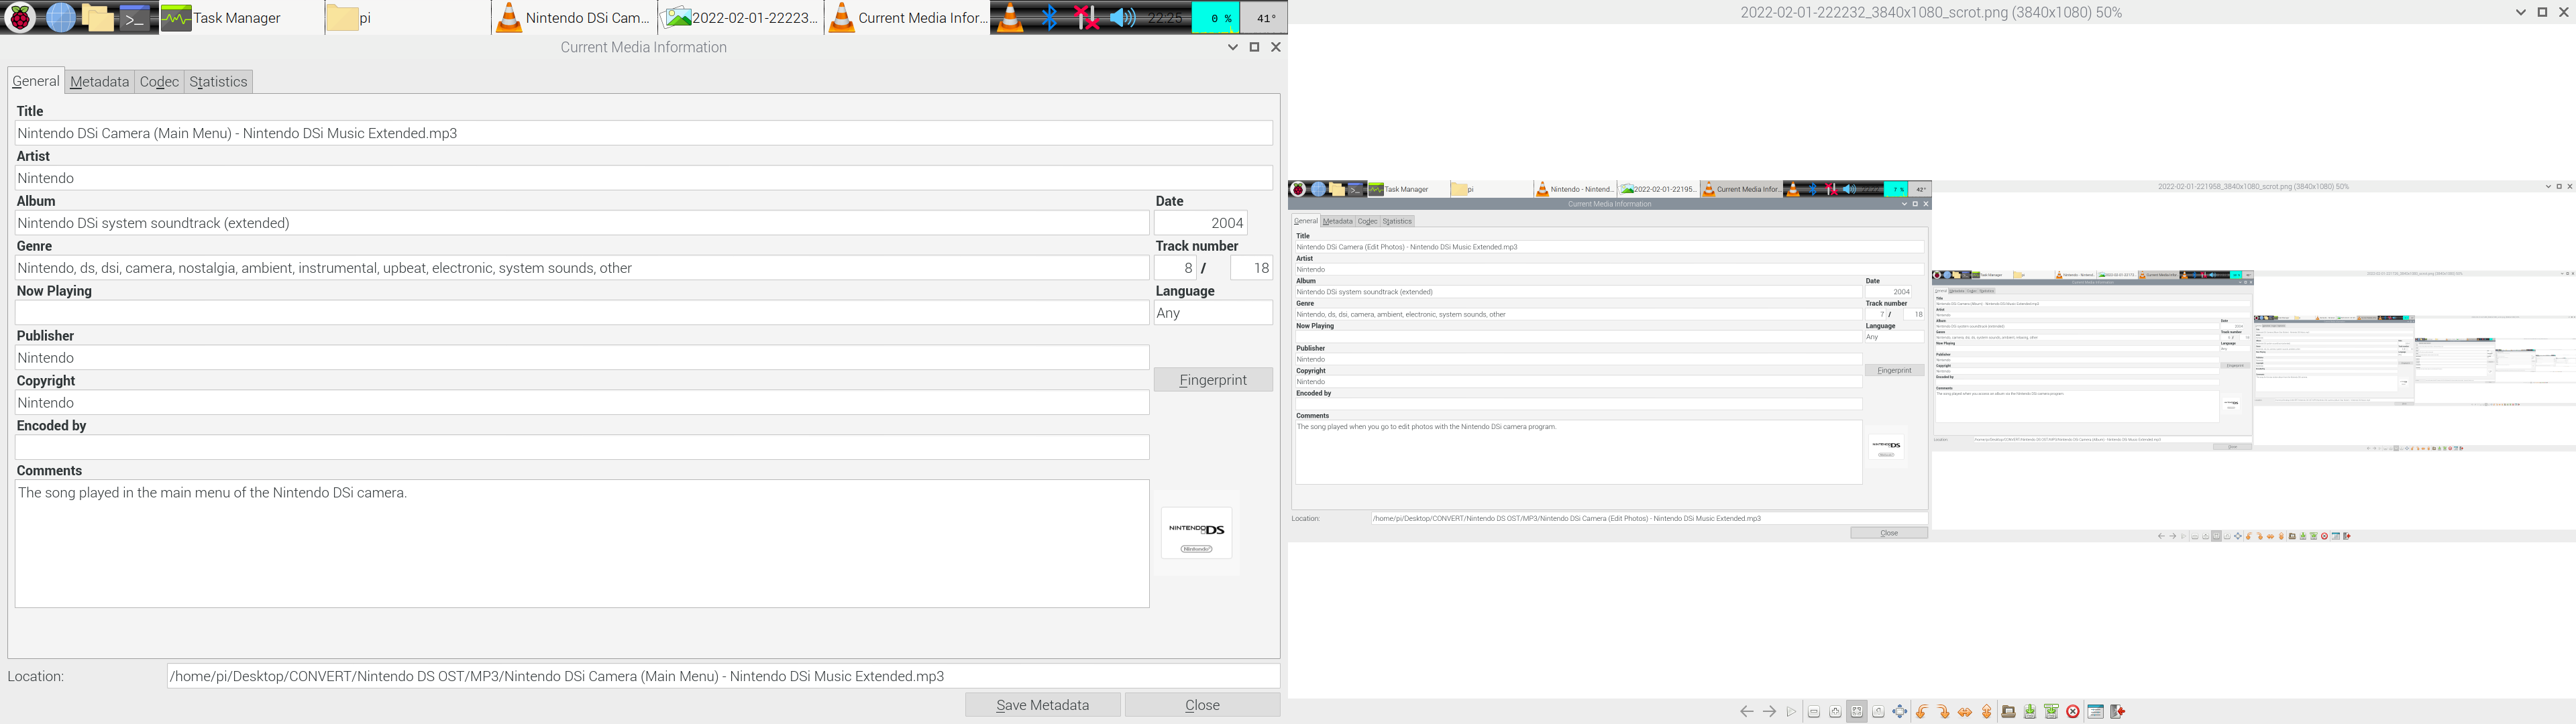 Task Manager
pi
Nintendo DSi Cam...
2022-02-01-22223...
Current Media Infor...
22:25
0 %
41°
Current Media Information
General Metadata Codec Statistics
Title
Nintendo DSi Camera (Main Menu) - Nintendo DSi Music Extended.mp3
Artist
Nintendo
Album
Date
Nintendo DSi system soundtrack (extended)
2004
Genre
Track number
Nintendo, ds, dsi, camera, nostalgia, ambient, instrumental, upbeat, electronic, system sounds, other
8 / 18
Now Playing
Language
Any
Publisher
Nintendo
Copyright
Fingerprint
Nintendo
Encoded by
Comments
The song played in the main menu of the Nintendo DSi camera.
NINTENDO DS
Nintendo
Location:
/home/pi/Desktop/CONVERT/Nintendo DS OST/MP3/Nintendo DSi Camera (Main Menu) - Nintendo DSi Music Extended.mp3
Save Metadata
Close
2022-02-01-222232_3840x1080_scrot.png (3840x1080) 50%
Task Manager
pi
Nintendo - Nintend...
2022-02-01-22195...
Current Media Infor...
7 %
42°
Current Media Information
General Metadata Codec Statistics
Title
Nintendo DSi Camera (Edit Photos) - Nintendo DSi Music Extended.mp3
Artist
Nintendo
Album
Date
Nintendo DSi system soundtrack (extended)
2004
Genre
Track number
Nintendo, ds, dsi, camera, ambient, electronic, system sounds, other
7 / 18
Now Playing
Language
Any
Publisher
Nintendo
Copyright
Fingerprint
Nintendo
Encoded by
Comments
The song played when you go to edit photos with the Nintendo DSi camera program.
NINTENDO DS
Location:
/home/pi/Desktop/CONVERT/Nintendo DS OST/MP3/Nintendo DSi Camera (Edit Photos) - Nintendo DSi Music Extended.mp3
Close
2022-02-01-221958_3840x1080_scrot.png (3840x1080) 50%